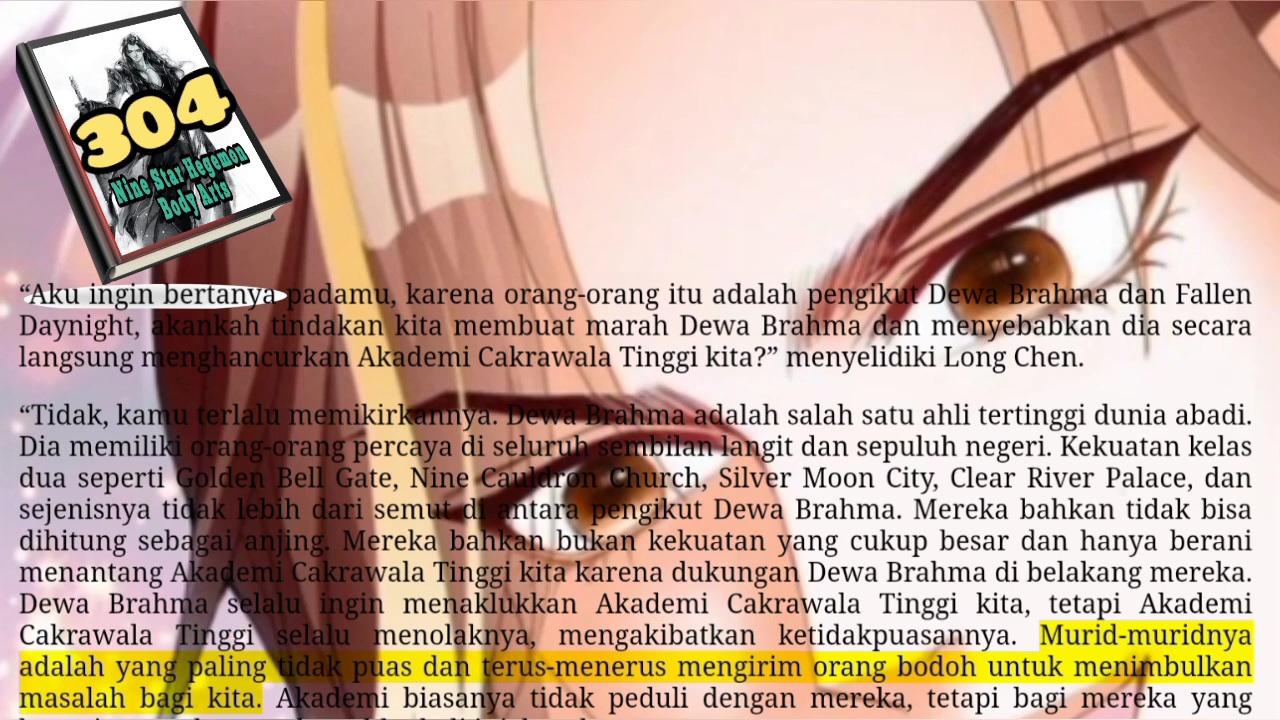 304
Nine Star Hegemon
Body Arts
“Aku ingin bertanya padamu, karena orang-orang itu adalah pengikut Dewa Brahma dan Fallen
Daynight, akankah tindakan kita membuat marah Dewa Brahma dan menyebabkan dia secara
langsung menghancurkan Akademi Cakrawala Tinggi kita?” menyelidiki Long Chen.
“Tidak, kamu terlalu memikirkannya. Dewa Brahma adalah salah satu ahli tertinggi dunia abadi.
Dia memiliki orang-orang percaya di seluruh sembilan langit dan sepuluh negeri. Kekuatan kelas
dua seperti Golden Bell Gate, Nine Cauldron Church, Silver Moon City, Clear River Palace, dan
sejenisnya tidak lebih dari semut di antara pengikut Dewa Brahma. Mereka bahkan tidak bisa
dihitung sebagai anjing. Mereka bahkan bukan kekuatan yang cukup besar dan hanya berani
menantang Akademi Cakrawala Tinggi kita karena dukungan Dewa Brahma di belakang mereka.
Dewa Brahma selalu ingin menaklukkan Akademi Cakrawala Tinggi kita, tetapi Akademi
Cakrawala Tinggi selalu menolaknya, mengakibatkan ketidakpuasannya. Murid-muridnya
adalah yang paling tidak puas dan terus-menerus mengirim orang bodoh untuk menimbulkan
masalah bagi kita. Akademi biasanya tidak peduli dengan mereka, tetapi bagi mereka yang